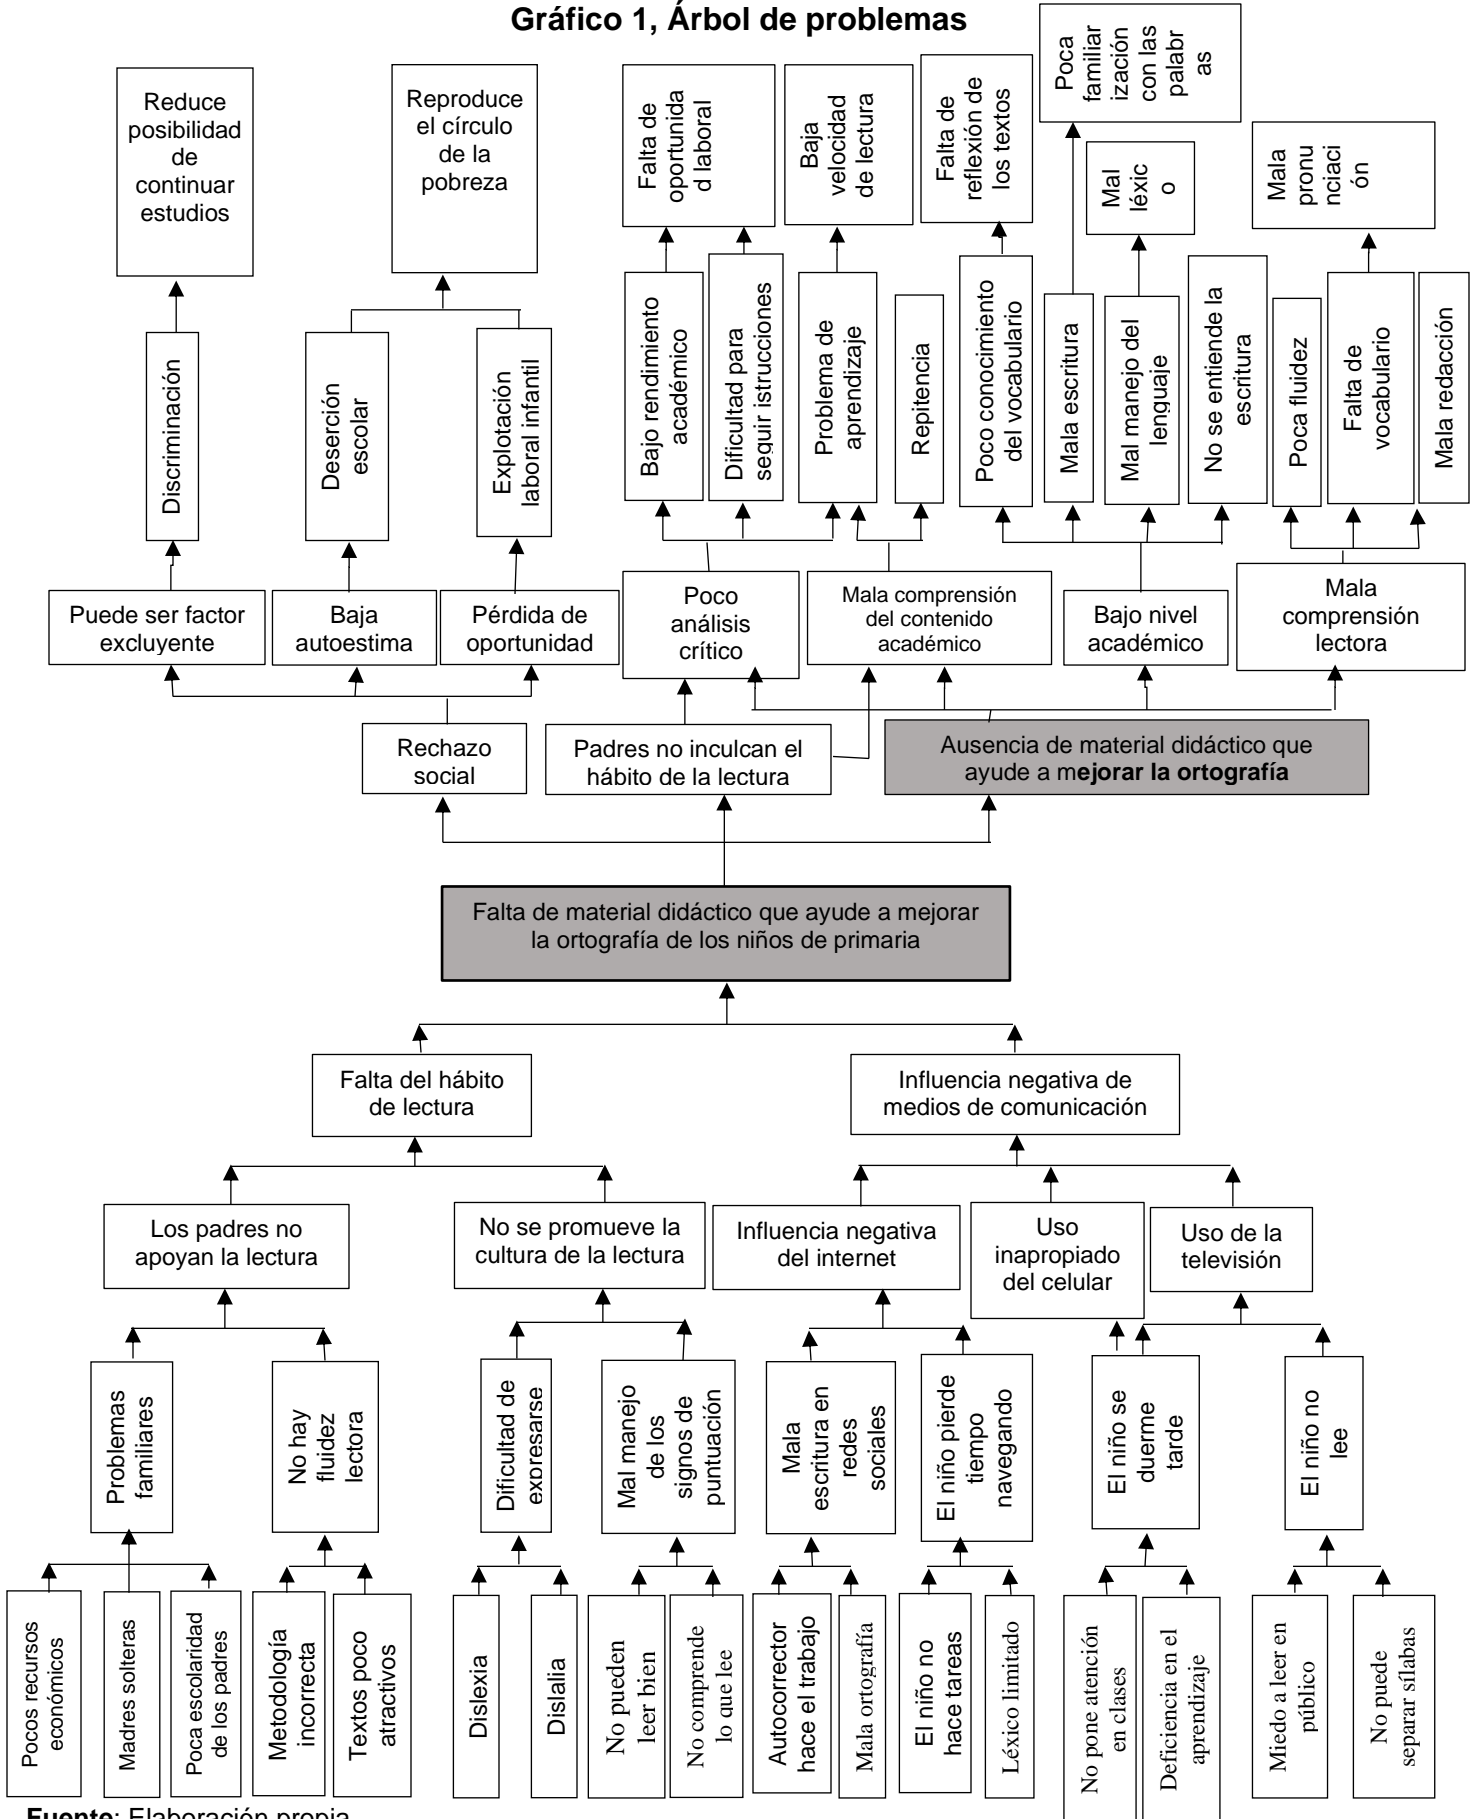 Gráfico 1, Árbol de problemas
Poca
familiar
ización
con las
palabr
as
Reduce
posibilidad
de
continuar
estudios
Reproduce
el círculo
de la
pobreza
Falta de
oportunida
d laboral
Baja
velocidad
de lectura
Falta de
reflexión de
los textos
Mal
léxic
o
Mala
pronu
nciaci
ón
Discriminación
Deserción
escolar
Explotación
laboral infantil
Bajo rendimiento
académico
Dificultad para
seguir istrucciones
Problema de
aprendizaje
Repitencia
Poco conocimiento
del vocabulario
Mala escritura
Mal manejo del
lenguaje
No se entiende la
escritura
Poca fluidez
Falta de
vocabulario
Mala redacción
Puede ser factor
excluyente
Baja
autoestima
Pérdida de
oportunidad
Poco
análisis
crítico
Mala comprensión
del contenido
académico
Bajo nivel
académico
Mala
comprensión
lectora
Rechazo
social
Padres no inculcan el
hábito de la lectura
Ausencia de material didáctico que
ayude a mejorar la ortografía
Falta de material didáctico que ayude a mejorar
la ortografía de los niños de primaria
Falta del hábito
de lectura
Influencia negativa de
medios de comunicación
Los padres no
apoyan la lectura
No se promueve la
cultura de la lectura
Influencia negativa
del internet
Uso
inapropiado
del celular
Uso de la
televisión
Problemas
familiares
No hay
fluidez
lectora
Dificultad de
expresarse
Mal manejo
de los
signos de
puntuación
Mala
escritura en
redes
sociales
El niño pierde
tiempo
navegando
El niño se
duerme
tarde
El niño no
lee
Pocos recursos
económicos
Madres solteras
Poca escolaridad
de los padres
Metodología
incorrecta
Textos poco
atractivos
Dislexia
Dislalia
No pueden
leer bien
No comprende
lo que lee
Autocorrector
hace el trabajo
Mala ortografía
El niño no
hace tareas
Léxico limitado
No pone atención
en clases
Deficiencia en el
aprendizaje
Miedo a leer en
público
No puede
separar sílabas
Fuente: Elaboración propia